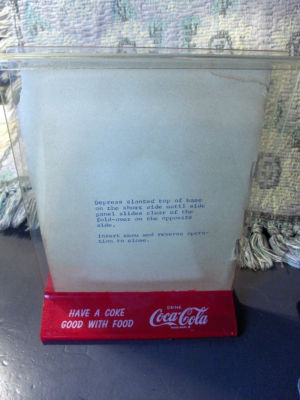 Depress slanted top of base
on the short side until side
panel slides clear of the
fold-over on the opposite
side.
Insert menu and reverse opera-
tion to close.
HAVE A COKE
GOOD WITH FOOD
DRINK
Coca-Cola